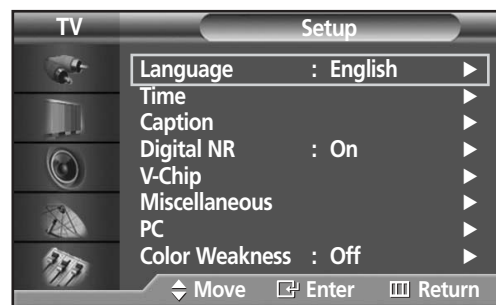 TV
Setup
Language : English
Time
Caption
Digital NR : On
V-Chip
Miscellaneous
PC
Color Weakness : Off
Move Enter Return